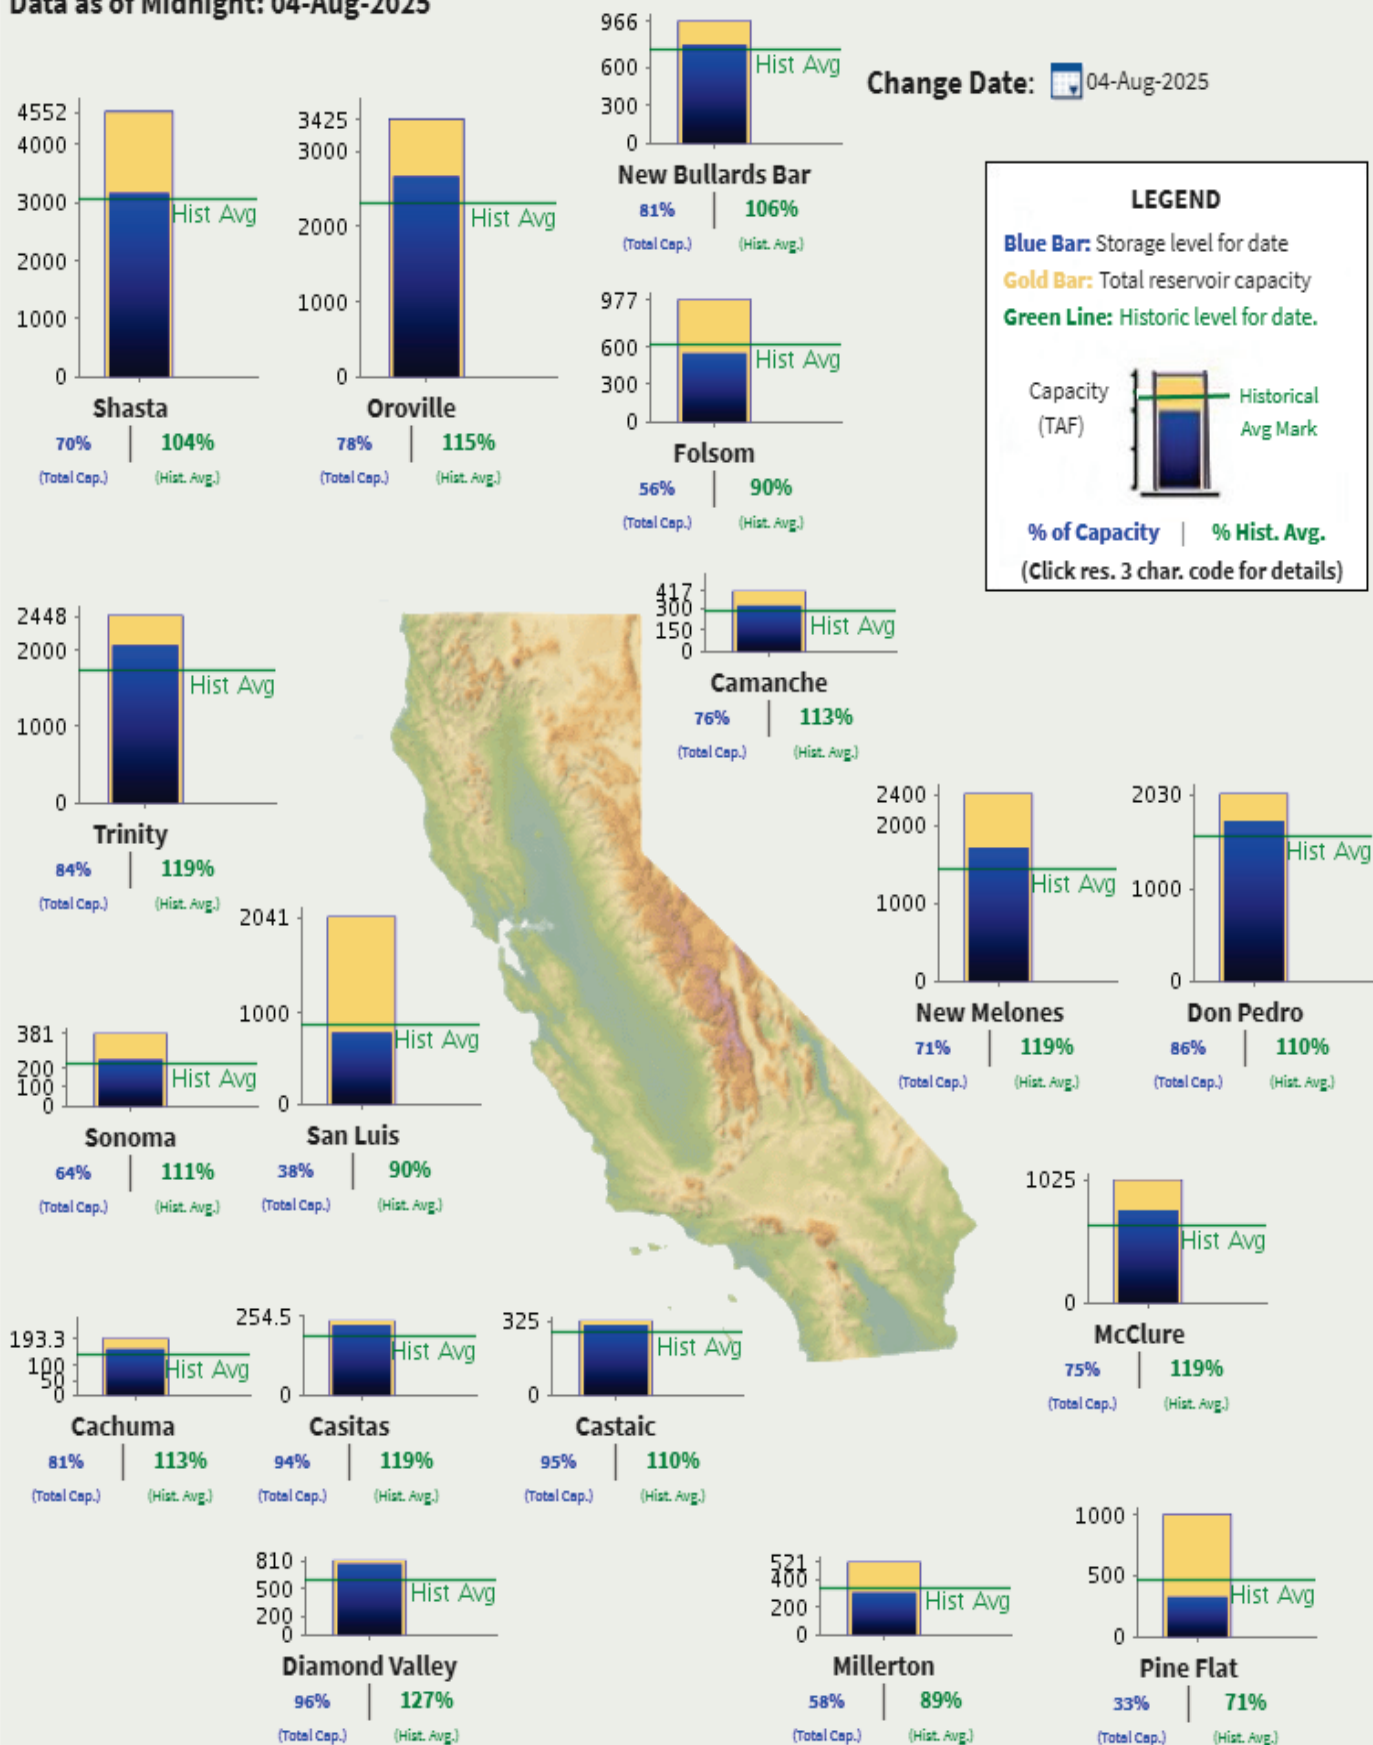 Data as of Midnight: 04-Aug-2025
Change Date: 04-Aug-2025
4552
4000
3000
2000
1000
0
Hist Avg
Shasta
70% | 104%
(Total Cap.) (Hist. Avg.)
3425
3000
2000
1000
0
Hist Avg
Oroville
78% | 115%
(Total Cap.) (Hist. Avg.)
966
600
300
0
Hist Avg
New Bullards Bar
81% | 106%
(Total Cap.) (Hist. Avg.)
977
600
300
0
Hist Avg
Folsom
56% | 90%
(Total Cap.) (Hist. Avg.)
LEGEND
Blue Bar: Storage level for date
Gold Bar: Total reservoir capacity
Green Line: Historic level for date.
Capacity
(TAF)
Historical
Avg Mark
% of Capacity | % Hist. Avg.
(Click res. 3 char. code for details)
2448
2000
1000
0
Hist Avg
Trinity
84% | 119%
(Total Cap.) (Hist. Avg.)
417
300
150
0
Hist Avg
Camanche
76% | 113%
(Total Cap.) (Hist. Avg.)
2400
2000
1000
0
Hist Avg
New Melones
71% | 119%
(Total Cap.) (Hist. Avg.)
2030
1000
0
Hist Avg
Don Pedro
86% | 110%
(Total Cap.) (Hist. Avg.)
381
200
100
0
Hist Avg
Sonoma
64% | 111%
(Total Cap.) (Hist. Avg.)
2041
1000
0
Hist Avg
San Luis
38% | 90%
(Total Cap.) (Hist. Avg.)
1025
0
Hist Avg
McClure
75% | 119%
(Total Cap.) (Hist. Avg.)
193.3
100
50
0
Hist Avg
Cachuma
81% | 113%
(Total Cap.) (Hist. Avg.)
254.5
0
Hist Avg
Casitas
94% | 119%
(Total Cap.) (Hist. Avg.)
325
0
Hist Avg
Castaic
95% | 110%
(Total Cap.) (Hist. Avg.)
810
500
200
0
Hist Avg
Diamond Valley
96% | 127%
(Total Cap.) (Hist. Avg.)
521
400
200
0
Hist Avg
Millerton
58% | 89%
(Total Cap.) (Hist. Avg.)
1000
500
0
Hist Avg
Pine Flat
33% | 71%
(Total Cap.) (Hist. Avg.)